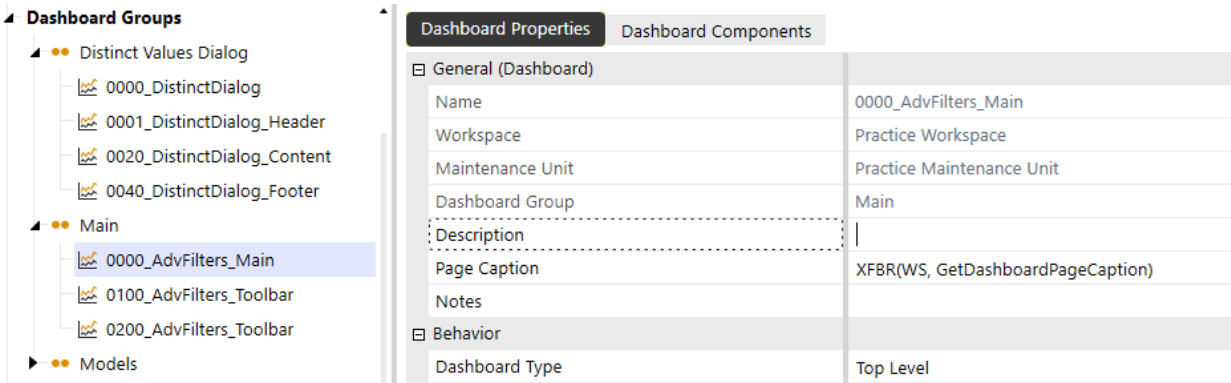 Dashboard Groups
Distinct Values Dialog
0000_DistinctDialog
0001_DistinctDialog_Header
0020_DistinctDialog_Content
0040_DistinctDialog_Footer
Main
0000_AdvFilters_Main
0100_AdvFilters_Toolbar
0200_AdvFilters_Toolbar
Models
Dashboard Properties Dashboard Components
General (Dashboard)
Name 0000_AdvFilters_Main
Workspace Practice Workspace
Maintenance Unit Practice Maintenance Unit
Dashboard Group Main
Description
Page Caption XFBR(WS, GetDashboardPageCaption)
Notes
Behavior
Dashboard Type Top Level